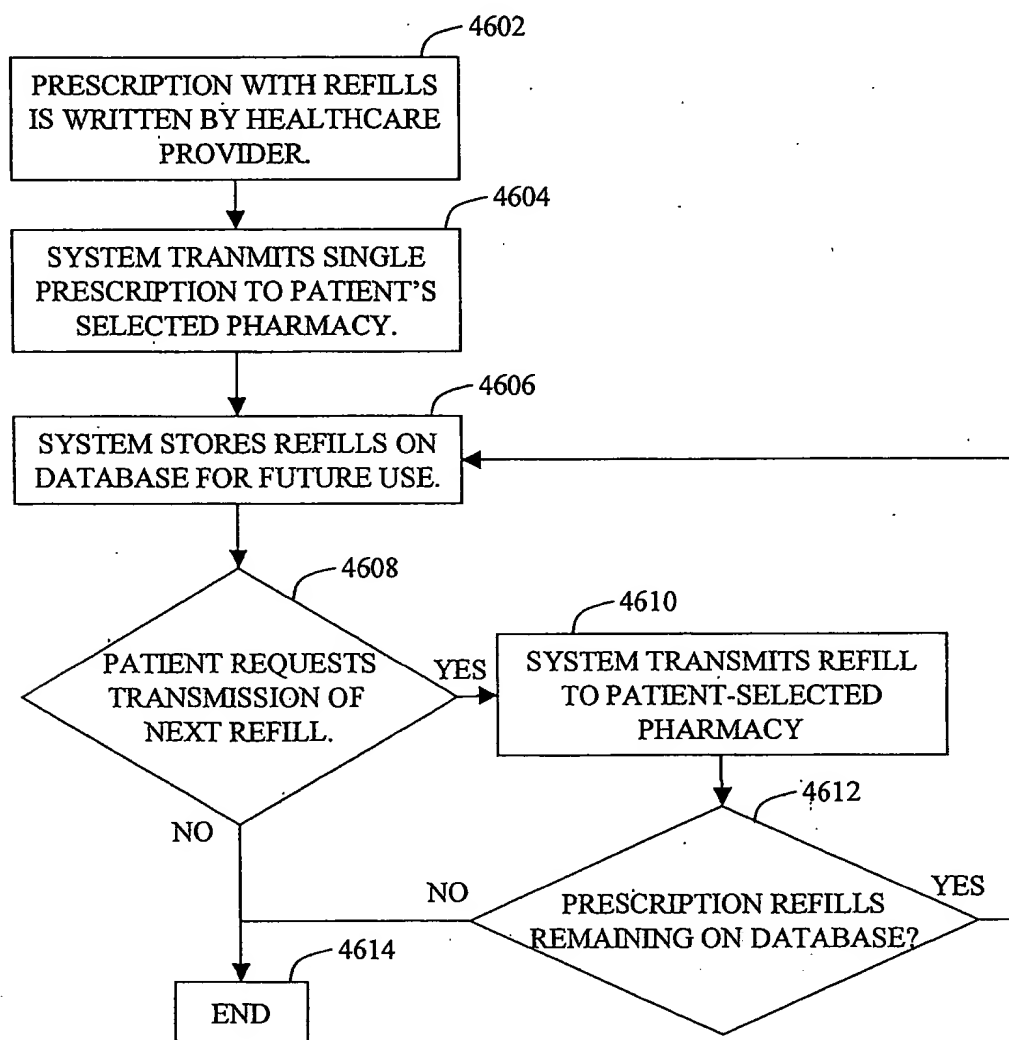 4602
PRESCRIPTION WITH REFILLS
IS WRITTEN BY HEALTHCARE
PROVIDER.
4604
SYSTEM TRANMITS SINGLE
PRESCRIPTION TO PATIENT'S
SELECTED PHARMACY.
4606
SYSTEM STORES REFILLS ON
DATABASE FOR FUTURE USE.
4608
PATIENT REQUESTS
TRANSMISSION OF
NEXT REFILL.
YES
4610
SYSTEM TRANSMITS REFILL
TO PATIENT-SELECTED
PHARMACY
4612
NO
NO
PRESCRIPTION REFILLS
REMAINING ON DATABASE?
YES
4614
END